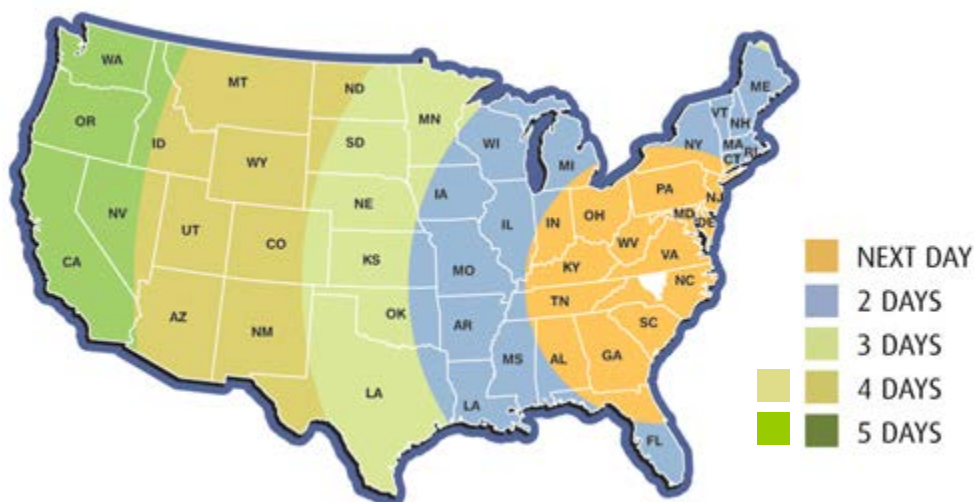 WA
OR
CA
NV
ID
MT
WY
UT
CO
AZ
NM
ND
SD
NE
KS
OK
LA
MN
IA
MO
AR
LA
WI
IL
MS
MI
IN
OH
KY
TN
AL
GA
WV
VA
NC
SC
FL
PA
MD
DE
NJ
NY
VT
NH
MA
CT
RI
ME
NEXT DAY
2 DAYS
3 DAYS
4 DAYS
5 DAYS